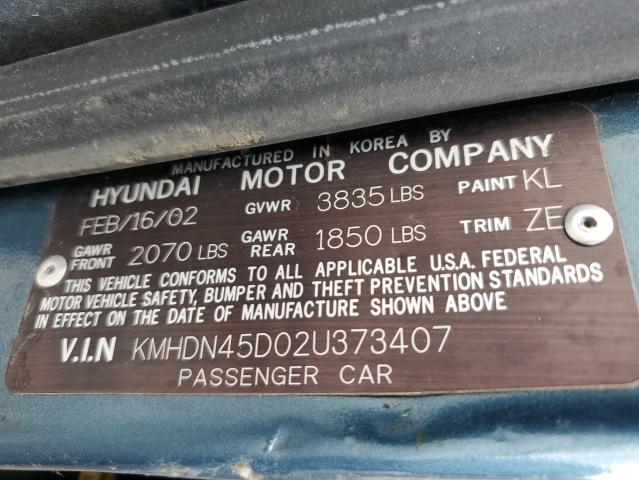 MANUFACTURED IN KOREA BY
HYUNDAI MOTOR COMPANY
FEB/16/02 GVWR 3835 LBS PAINT KL
GAWR FRONT 2070 LBS GAWR REAR 1850 LBS TRIM ZE
THIS VEHICLE CONFORMS TO ALL APPLICABLE U.S.A. FEDERAL
MOTOR VEHICLE SAFETY, BUMPER AND THEFT PREVENTION STANDARDS
IN EFFECT ON THE DATE OF MANUFACTURE SHOWN ABOVE
V.I.N KMHDN45D02U373407
PASSENGER CAR